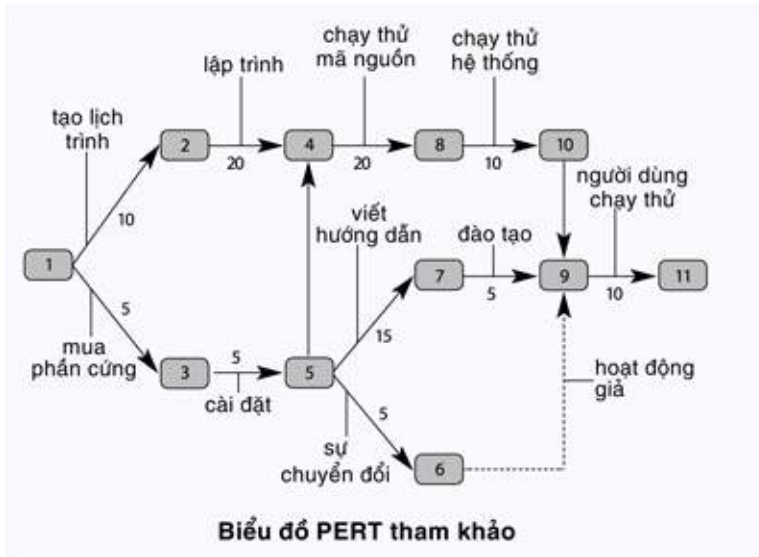 chạy thử
mã nguồn
chạy thử
hệ thống
lập trình
tạo lịch
trình
2
20
4
20
8
10
10
người dùng
chạy thử
10
viết
hướng dẫn
đào tạo
1
7
5
9
10
11
5
15
mua
phần cứng
3
5
cài đặt
5
hoạt động
giả
5
sự
chuyển đổi
6
Biểu đồ PERT tham khảo